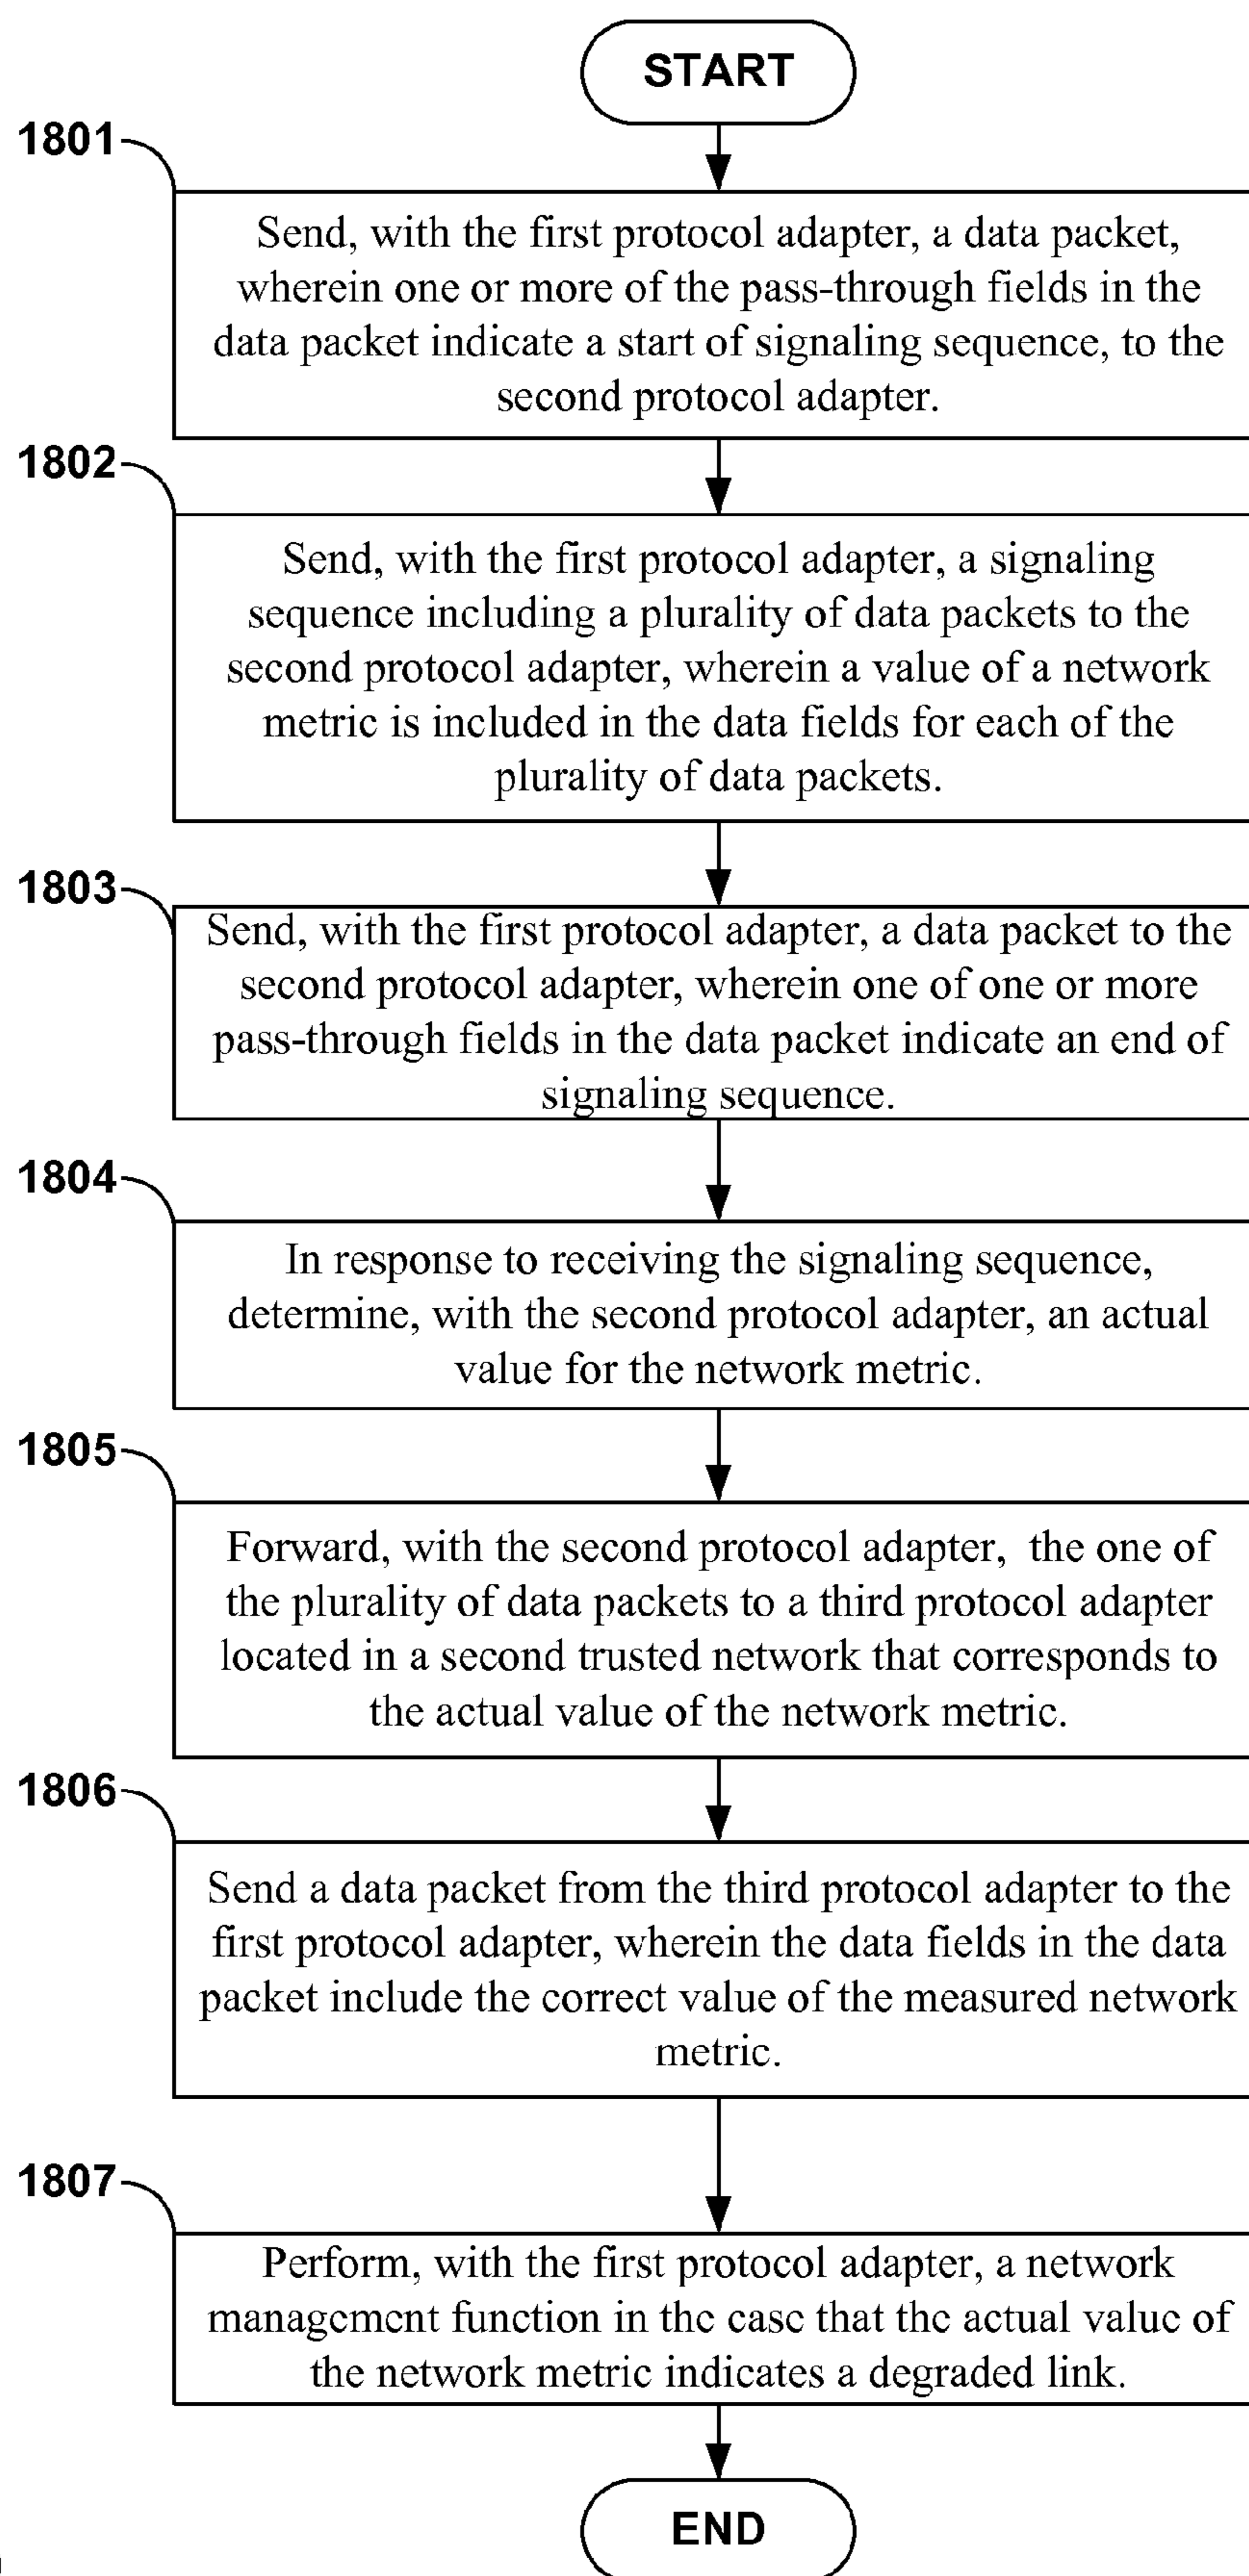 START
1801
Send, with the first protocol adapter, a data packet,
wherein one or more of the pass-through fields in the
data packet indicate a start of signaling sequence, to the
second protocol adapter.
1802
Send, with the first protocol adapter, a signaling
sequence including a plurality of data packets to the
second protocol adapter, wherein a value of a network
metric is included in the data fields for each of the
plurality of data packets.
1803
Send, with the first protocol adapter, a data packet to the
second protocol adapter, wherein one of one or more
pass-through fields in the data packet indicate an end of
signaling sequence.
1804
In response to receiving the signaling sequence,
determine, with the second protocol adapter, an actual
value for the network metric.
1805
Forward, with the second protocol adapter, the one of
the plurality of data packets to a third protocol adapter
located in a second trusted network that corresponds to
the actual value of the network metric.
1806
Send a data packet from the third protocol adapter to the
first protocol adapter, wherein the data fields in the data
packet include the correct value of the measured network
metric.
1807
Perform, with the first protocol adapter, a network
management function in the case that the actual value of
the network metric indicates a degraded link.
END